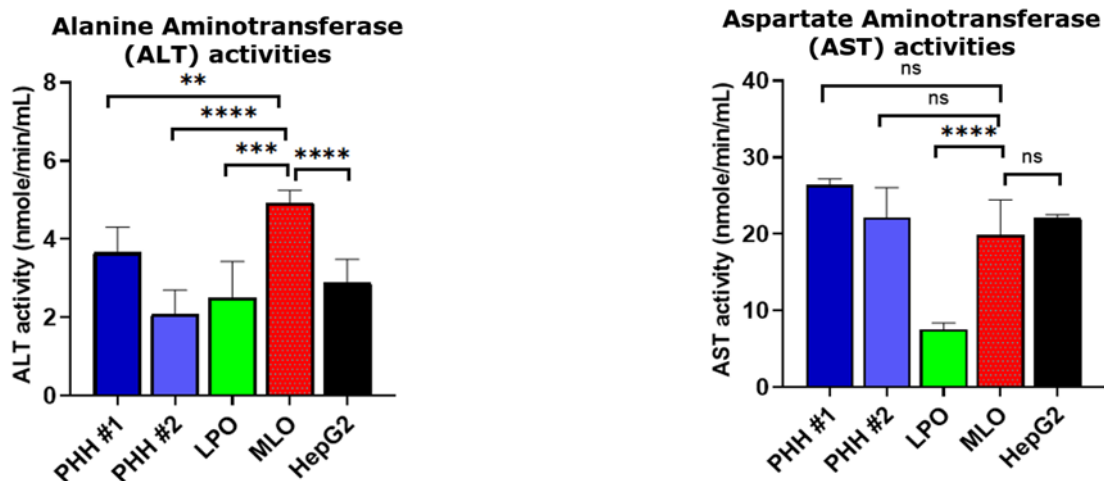 Alanine Aminotransferase
(ALT) activities
ALT activity (nmole/min/mL)
8
6
4
2
0
**
****
***
****
PHH #1
PHH #2
LPO
MLO
HepG2
Aspartate Aminotransferase
(AST) activities
AST activity (nmole/min/mL)
40
30
20
10
0
ns
ns
****
ns
PHH #1
PHH #2
LPO
MLO
HepG2